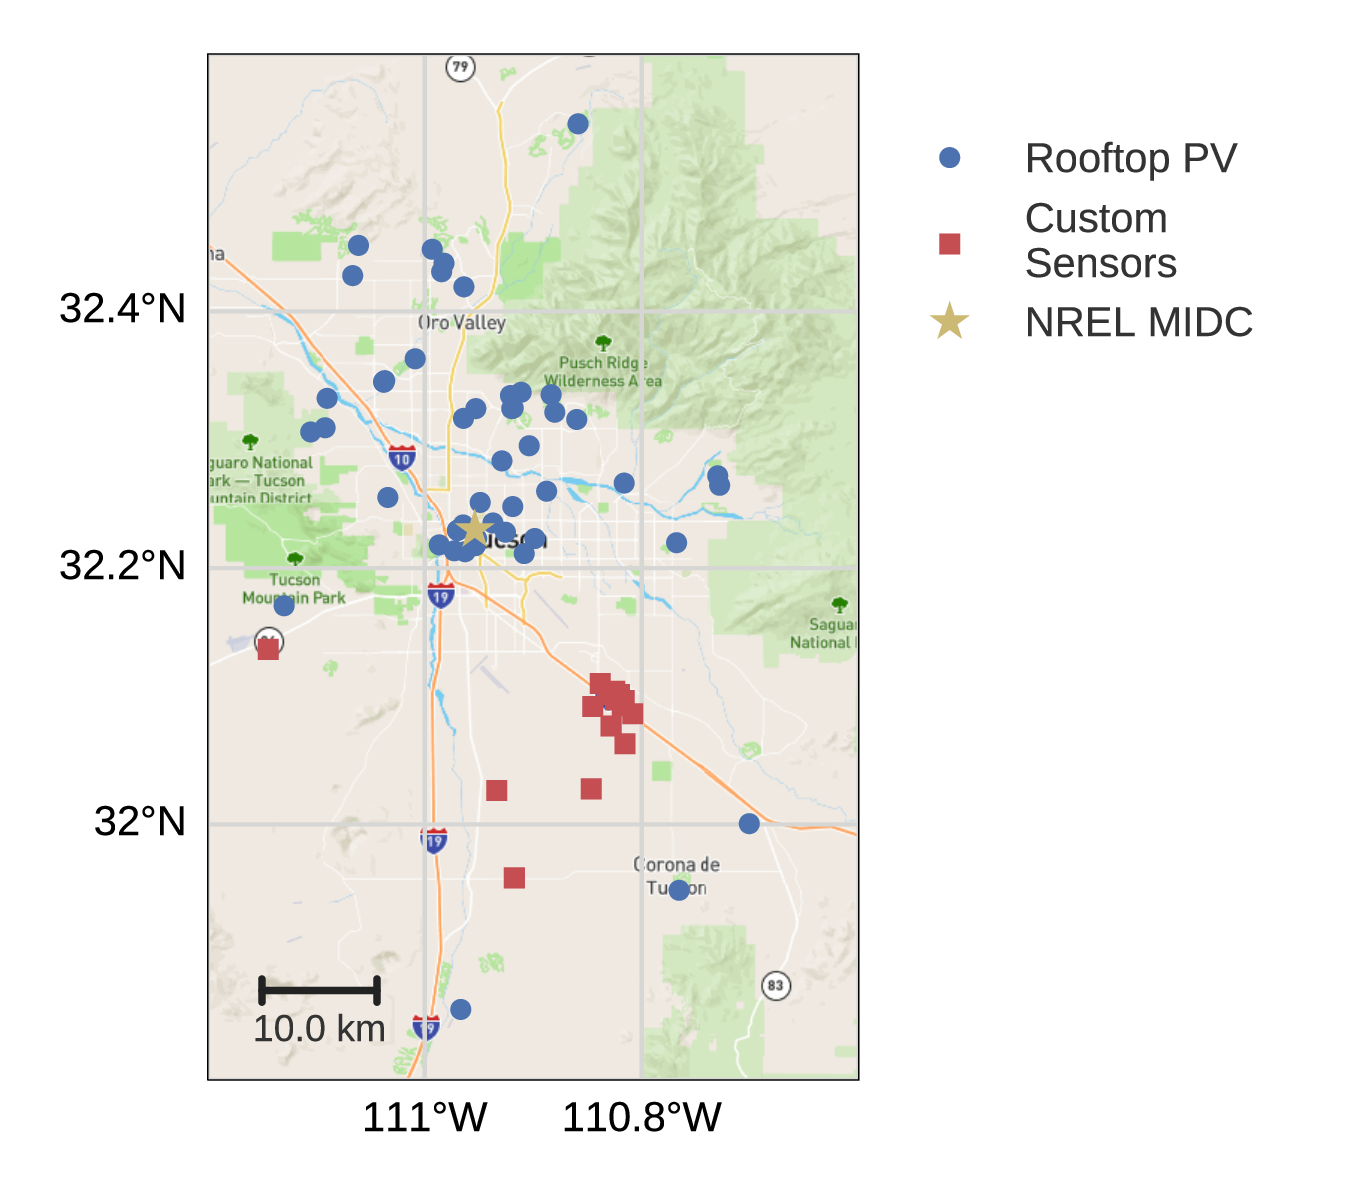 79
na
32.4°N
Oro Valley
Pusch Ridge
Wilderness Area
10
guaro National
ark — Tucson
untain District
ucson
32.2°N
Tucson
Mountain Park
19
Saguar
National
32°N
19
Corona de
Tucson
83
10.0 km
19
111°W
110.8°W
Rooftop PV
Custom
Sensors
NREL MIDC